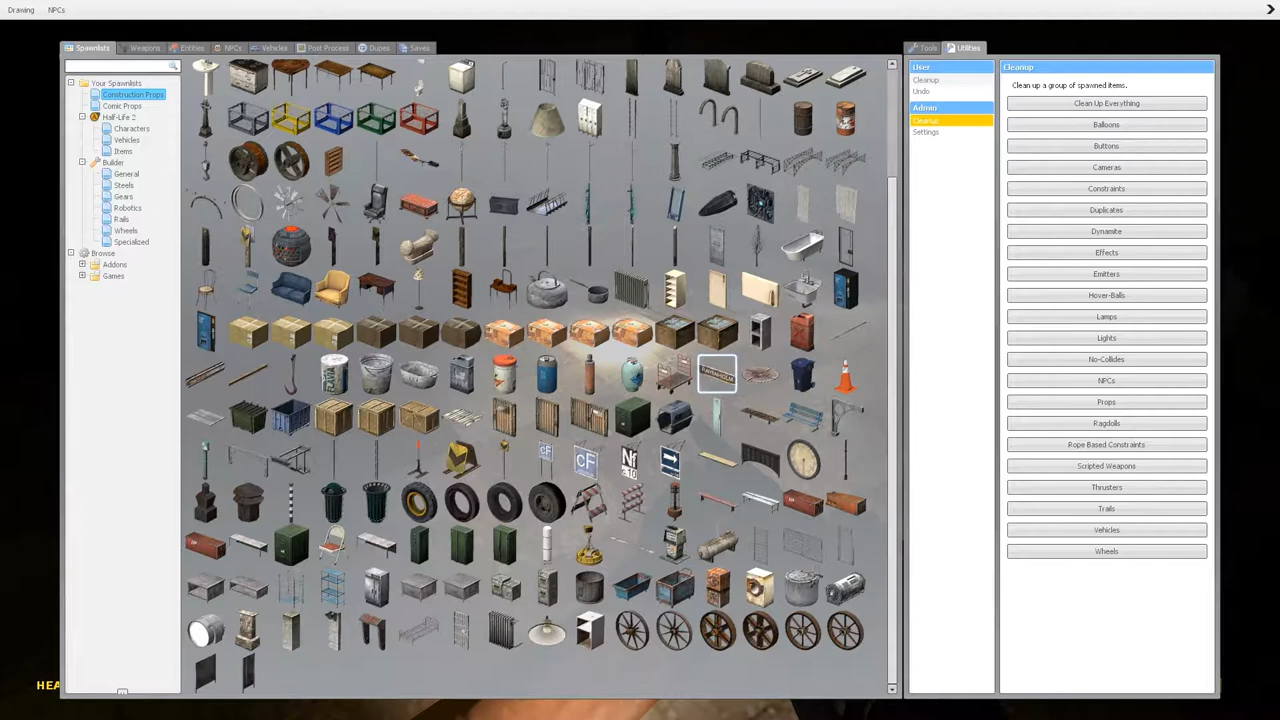 Drawing NPCs
Spawnlists Weapons Entities NPCs Vehicles Post Process Dupes Saves
Tools Utilities
Your Spawnlists
Construction Props
Comic Props
Half-Life 2
Characters
Vehicles
Items
Builder
General
Steels
Gears
Robotics
Rails
Wheels
Specialized
Browse
Addons
Games
cF
cF
User
Cleanup
Undo
Admin
Cleanup
Settings
Cleanup
Clean up a group of spawned items.
Clean Up Everything
Balloons
Buttons
Cameras
Constraints
Duplicates
Dynamite
Effects
Emitters
Hover-Balls
Lamps
Lights
No-Collides
NPCs
Props
Ragdolls
Rope Based Constraints
Scripted Weapons
Thrusters
Trails
Vehicles
Wheels
HEA